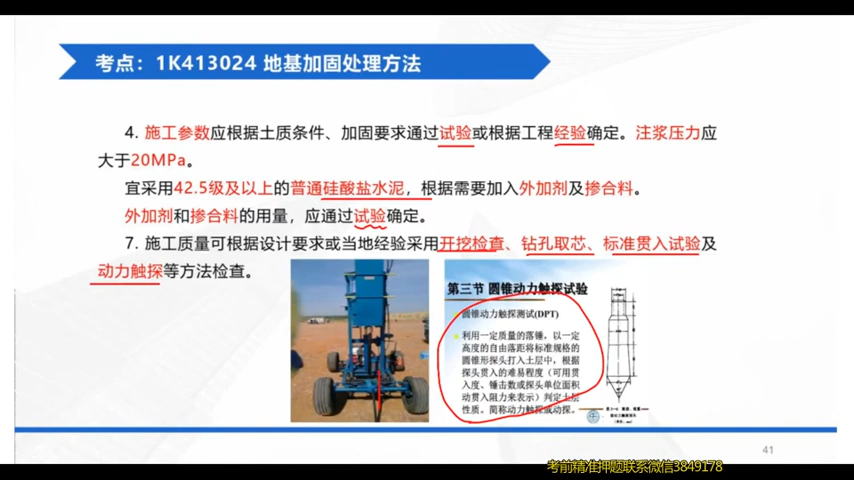 考点：1K413024 地基加固处理方法
4. 施工参数应根据土质条件、加固要求通过试验或根据工程经验确定。注浆压力应
大于20MPa。
宜采用42.5级及以上的普通硅酸盐水泥，根据需要加入外加剂及掺合料。
外加剂和掺合料的用量，应通过试验确定。
7. 施工质量可根据设计要求或当地经验采用开挖检查、钻孔取芯、标准贯入试验及
动力触探等方法检查。
第三节 圆锥动力触探试验
圆锥动力触探测试(DPT)
利用一定质量的落锤，以一定
高度的自由落距将标准规格的
圆锥形探头打入土层中，根据
探头贯入的难易程度（可用贯
入度、锤击数或探头单位面积
动贯入阻力来表示）判定土层
性质。简称动力触探或动探。
41
考前精准押题联系微信3849178